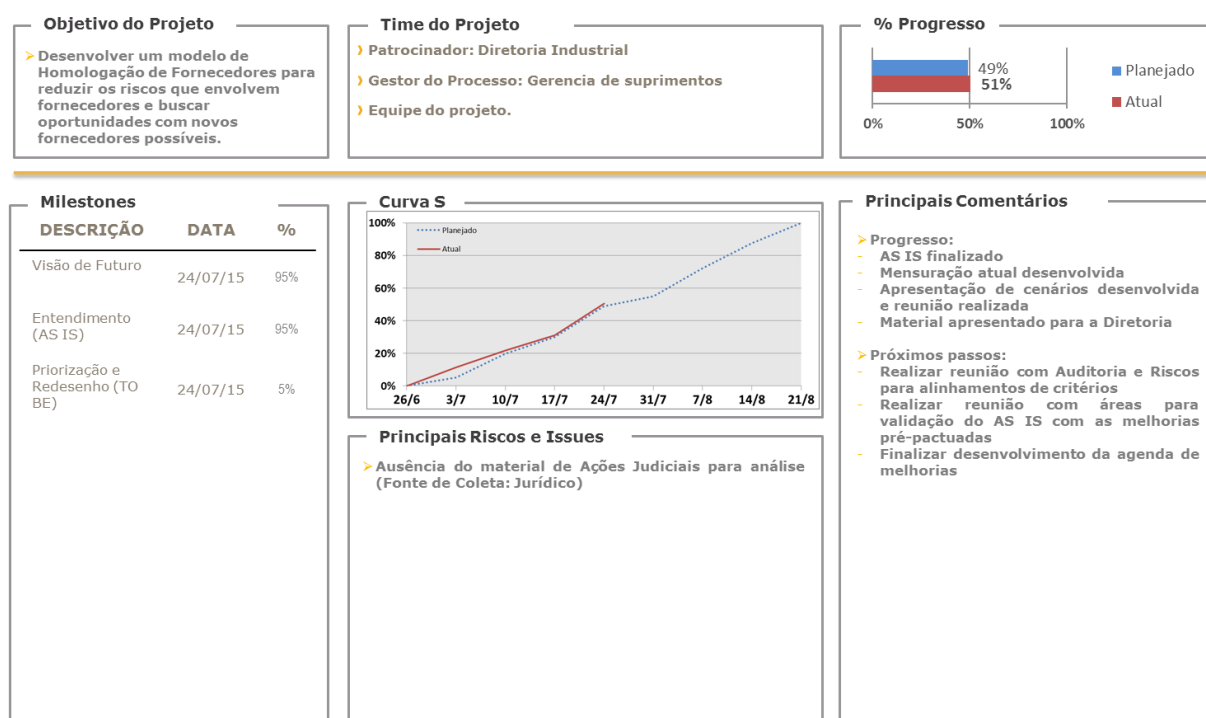 Objetivo do Projeto
➢ Desenvolver um modelo de
Homologação de Fornecedores para
reduzir os riscos que envolvem
fornecedores e buscar
oportunidades com novos
fornecedores possíveis.
Time do Projeto
❭ Patrocinador: Diretoria Industrial
❭ Gestor do Processo: Gerencia de suprimentos
❭ Equipe do projeto.
% Progresso
49%
51%
Planejado
Atual
0% 50% 100%
Milestones
DESCRIÇÃO DATA %
Visão de Futuro
24/07/15 95%
Entendimento
(AS IS)
24/07/15 95%
Priorização e
Redesenho (TO
BE)
24/07/15 5%
Curva S
Planejado
Atual
100%
80%
60%
40%
20%
0%
26/6 3/7 10/7 17/7 24/7 31/7 7/8 14/8 21/8
Principais Riscos e Issues
➢ Ausência do material de Ações Judiciais para análise
(Fonte de Coleta: Jurídico)
Principais Comentários
➢ Progresso:
- AS IS finalizado
- Mensuração atual desenvolvida
- Apresentação de cenários desenvolvida
e reunião realizada
- Material apresentado para a Diretoria
➢ Próximos passos:
- Realizar reunião com Auditoria e Riscos
para alinhamentos de critérios
- Realizar reunião com áreas para
validação do AS IS com as melhorias
pré-pactuadas
- Finalizar desenvolvimento da agenda de
melhorias